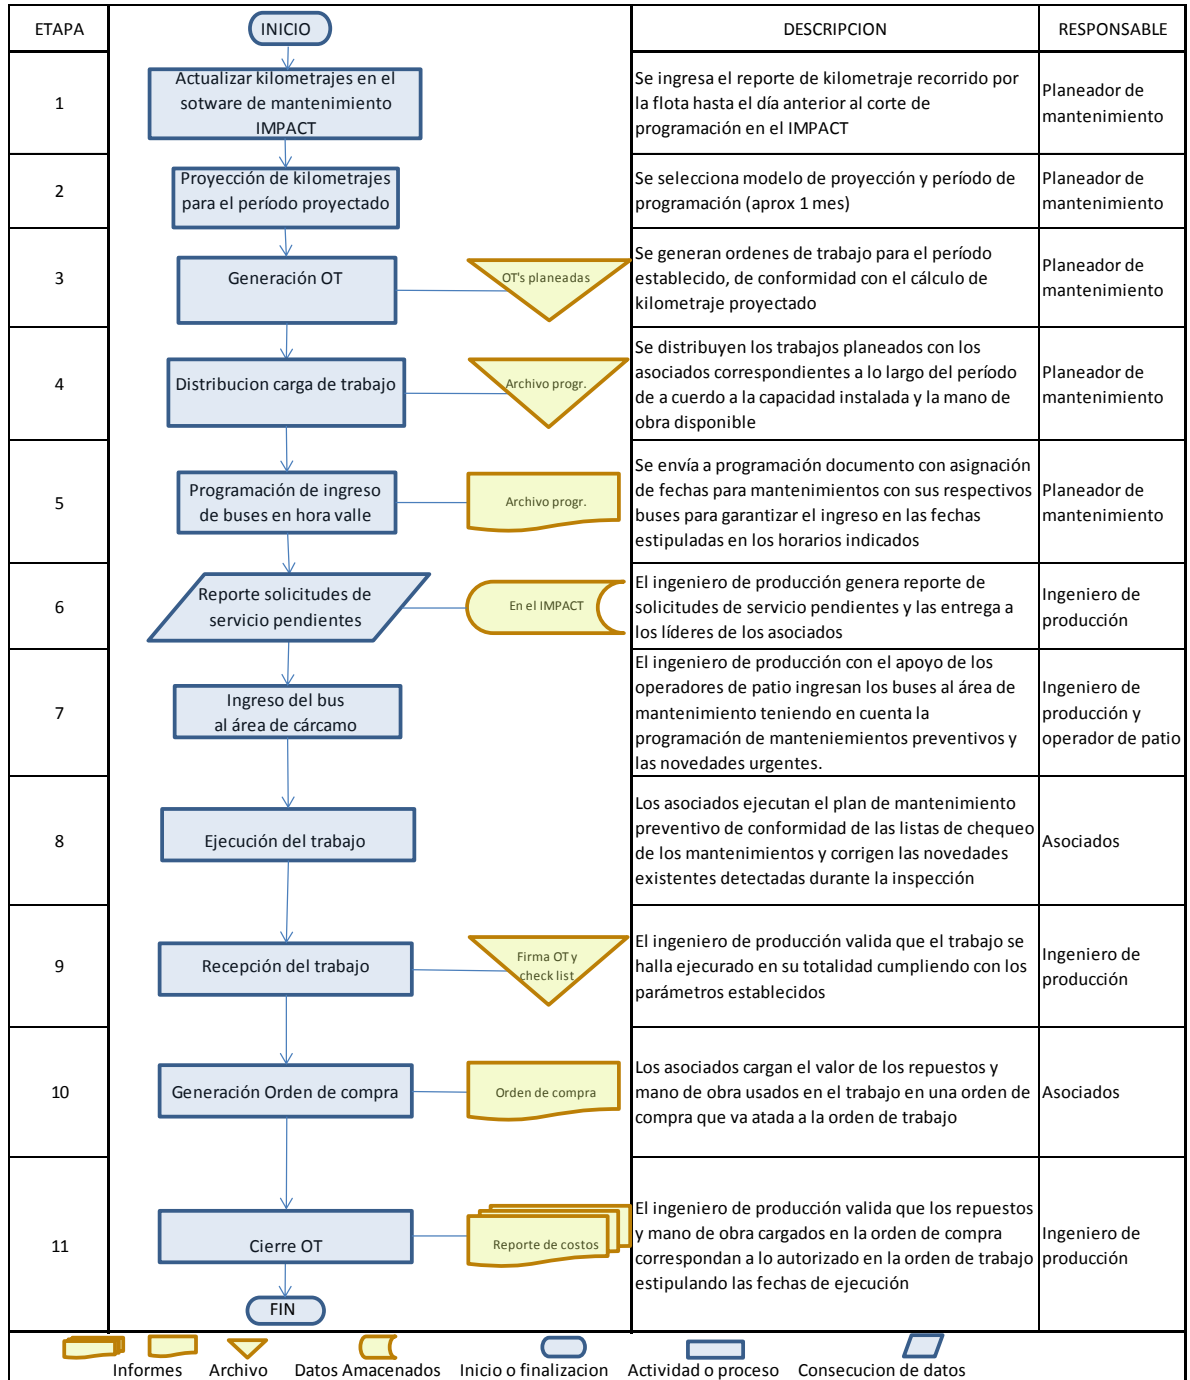 ETAPA
INICIO
DESCRIPCION
RESPONSABLE
1
Actualizar kilometrajes en el
sotware de mantenimiento
IMPACT
Se ingresa el reporte de kilometraje recorrido por
la flota hasta el día anterior al corte de
programación en el IMPACT
Planeador de
mantenimiento
2
Proyección de kilometrajes
para el período proyectado
Se selecciona modelo de proyección y período de
programación (aprox 1 mes)
Planeador de
mantenimiento
3
Generación OT
OT's planeadas
Se generan ordenes de trabajo para el período
establecido, de conformidad con el cálculo de
kilometraje proyectado
Planeador de
mantenimiento
4
Distribucion carga de trabajo
Archivo progr.
Se distribuyen los trabajos planeados con los
asociados correspondientes a lo largo del período
de a cuerdo a la capacidad instalada y la mano de
obra disponible
Planeador de
mantenimiento
5
Programación de ingreso
de buses en hora valle
Archivo progr.
Se envía a programación documento con asignación
de fechas para mantenimientos con sus respectivos
buses para garantizar el ingreso en las fechas
estipuladas en los horarios indicados
Planeador de
mantenimiento
6
Reporte solicitudes de
servicio pendientes
En el IMPACT
El ingeniero de producción genera reporte de
solicitudes de servicio pendientes y las entrega a
los líderes de los asociados
Ingeniero de
producción
7
Ingreso del bus
al área de cárcamo
El ingeniero de producción con el apoyo de los
operadores de patio ingresan los buses al área de
mantenimiento teniendo en cuenta la
programación de manteniemientos preventivos y
las novedades urgentes.
Ingeniero de
producción y
operador de patio
8
Ejecución del trabajo
Los asociados ejecutan el plan de mantenimiento
preventivo de conformidad de las listas de chequeo
de los mantenimientos y corrigen las novedades
existentes detectadas durante la inspección
Asociados
9
Recepción del trabajo
Firma OT y
check list
El ingeniero de producción valida que el trabajo se
halla ejecurado en su totalidad cumpliendo con los
parámetros establecidos
Ingeniero de
producción
10
Generación Orden de compra
Orden de compra
Los asociados cargan el valor de los repuestos y
mano de obra usados en el trabajo en una orden de
compra que va atada a la orden de trabajo
Asociados
11
Cierre OT
Reporte de costos
El ingeniero de producción valida que los repuestos
y mano de obra cargados en la orden de compra
correspondan a lo autorizado en la orden de trabajo
estipulando las fechas de ejecución
Ingeniero de
producción
FIN
Informes
Archivo
Datos Amacenados
Inicio o finalizacion
Actividad o proceso
Consecucion de datos